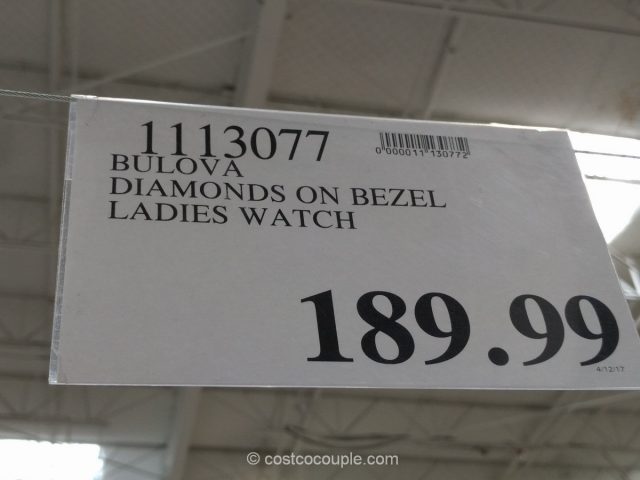 1113077
0 000011 130772
BULOVA
DIAMONDS ON BEZEL
LADIES WATCH
189.99
4/12/17
© costcocouple.com